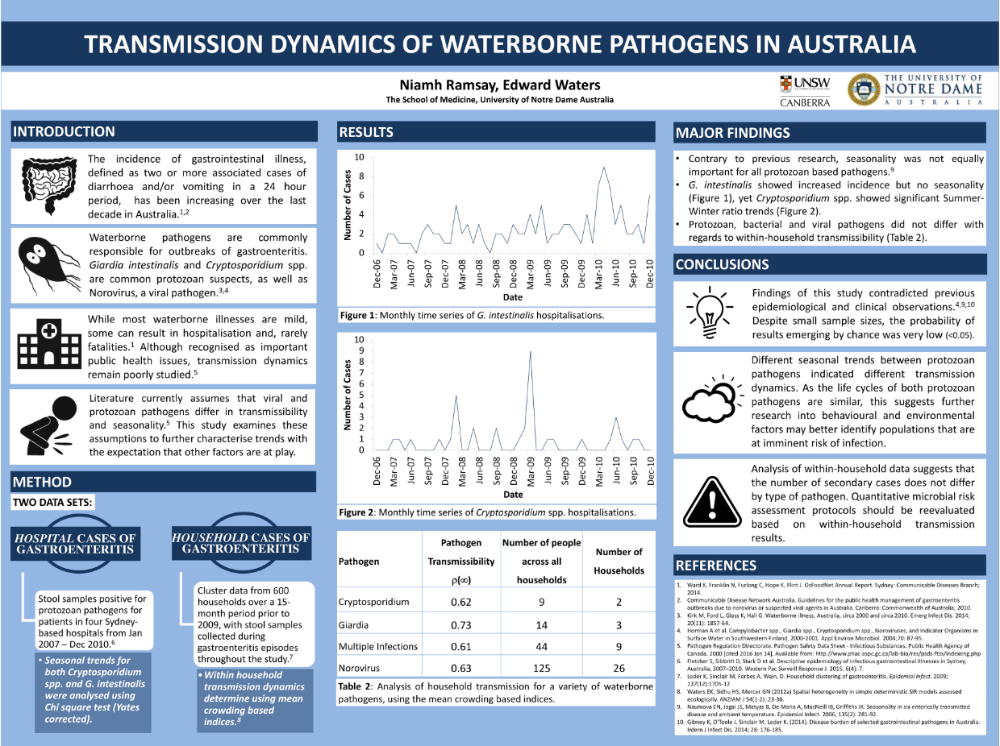 TRANSMISSION DYNAMICS OF WATERBORNE PATHOGENS IN AUSTRALIA
Niamh Ramsay, Edward Waters
The School of Medicine, University of Notre Dame Australia
UNSW
CANBERRA
THE UNIVERSITY OF
NOTRE DAME
AUSTRALIA
INTRODUCTION
The incidence of gastrointestinal illness,
defined as two or more associated cases of
diarrhoea and/or vomiting in a 24 hour
period, has been increasing over the last
decade in Australia.1,2
Waterborne pathogens are commonly
responsible for outbreaks of gastroenteritis.
Giardia intestinalis and Cryptosporidium spp.
are common protozoan suspects, as well as
Norovirus, a viral pathogen.3,4
While most waterborne illnesses are mild,
some can result in hospitalisation and, rarely
fatalities.1 Although recognised as important
public health issues, transmission dynamics
remain poorly studied.5
Literature currently assumes that viral and
protozoan pathogens differ in transmissibility
and seasonality.5 This study examines these
assumptions to further characterise trends with
the expectation that other factors are at play.
METHOD
TWO DATA SETS:
HOSPITAL CASES OF
GASTROENTERITIS
Stool samples positive for
protozoan pathogens for
patients in four Sydney-
based hospitals from Jan
2007 – Dec 2010.6
• Seasonal trends for
both Cryptosporidium
spp. and G. intestinalis
were analysed using
Chi square test (Yates
corrected).
HOUSEHOLD CASES OF
GASTROENTERITIS
Cluster data from 600
households over a 15-
month period prior to
2009, with stool samples
collected during
gastroenteritis episodes
throughout the study.7
• Within household
transmission dynamics
determine using mean
crowding based
indices.8
RESULTS
Number of Cases
10
8
6
4
2
0
Dec-06 Mar-07 Jun-07 Sep-07 Dec-07 Mar-08 Jun-08 Sep-08 Dec-08 Mar-09 Jun-09 Sep-09 Dec-09 Mar-10 Jun-10 Sep-10 Dec-10
Date
Figure 1: Monthly time series of G. intestinalis hospitalisations.
Number of Cases
10
9
8
7
6
5
4
3
2
1
0
Dec-06 Mar-07 Jun-07 Sep-07 Dec-07 Mar-08 Jun-08 Sep-08 Dec-08 Mar-09 Jun-09 Sep-09 Dec-09 Mar-10 Jun-10 Sep-10 Dec-10
Date
Figure 2: Monthly time series of Cryptosporidium spp. hospitalisations.
Pathogen | Pathogen Transmissibility ρ(∞) | Number of people across all households | Number of Households
Cryptosporidium 0.62 9 2
Giardia 0.73 14 3
Multiple Infections 0.61 44 9
Norovirus 0.63 125 26
Table 2: Analysis of household transmission for a variety of waterborne
pathogens, using the mean crowding based indices.
MAJOR FINDINGS
• Contrary to previous research, seasonality was not equally
important for all protozoan based pathogens.9
• G. intestinalis showed increased incidence but no seasonality
(Figure 1), yet Cryptosporidium spp. showed significant Summer-
Winter ratio trends (Figure 2).
• Protozoan, bacterial and viral pathogens did not differ with
regards to within-household transmissibility (Table 2).
CONCLUSIONS
Findings of this study contradicted previous
epidemiological and clinical observations.4,9,10
Despite small sample sizes, the probability of
results emerging by chance was very low (<0.05).
Different seasonal trends between protozoan
pathogens indicated different transmission
dynamics. As the life cycles of both protozoan
pathogens are similar, this suggests further
research into behavioural and environmental
factors may better identify populations that are
at imminent risk of infection.
Analysis of within-household data suggests that
the number of secondary cases does not differ
by type of pathogen. Quantitative microbial risk
assessment protocols should be reevaluated
based on within-household transmission
results.
REFERENCES
1. Ward K, Franklin N, Furlong C, Hope K, Flint J. OzFoodNet Annual Report. Sydney: Communicable Diseases Branch;
2014.
2. Communicable Disease Network Australia. Guidelines for the public health management of gastroenteritis
outbreaks due to norovirus or suspected viral agents in Australia. Canberra: Commonwealth of Australia; 2010.
3. Kirk M, Ford L, Glass K, Hall G. Waterborne illness, Australia, circa 2000 and circa 2010. Emerg Infect Dis. 2014;
20(11): 1857-64.
4. Horman A et al. Campylobacter spp., Giardia spp., Cryptosporidium spp., Noroviruses, and Indicator Organisms in
Surface Water in Southwestern Finland, 2000-2001. Appl Environ Microbiol. 2004;70: 87-95.
5. Pathogen Regulation Directorate. Pathogen Safety Data Sheet - Infectious Substances. Public Health Agency of
Canada. 2000 [cited 2016 Jan 14]. Available from: http://www.phac-aspc.gc.ca/lab-bio/res/psds-ftss/indexeng.php
6. Fletcher S, Sibbritt D, Stark D et al. Descriptive epidemiology of infectious gastrointestinal illnesses in Sydney,
Australia, 2007–2010. Western Pac Surveill Response J. 2015; 6(4): 7.
7. Leder K, Sinclair M, Forbes A, Wain, D. Household clustering of gastroenteritis. Epidemiol Infect. 2009;
137(12):1705-12
8. Waters EK, Sidhu HS, Mercer GN (2012a) Spatial heterogeneity in simple deterministic SIR models assessed
ecologically. ANZIAM J 54(1-2): 23-36.
9. Naumova EN, Jagai JS, Matyas B, De Maria A, MacNeill IB, Griffiths JK. Seasonality in six enterically transmitted
disease and ambient temperature. Epidemiol Infect. 2006; 135(2): 281-92.
10. Gibney K, O'Toole J, Sinclair M, Leder K. (2014). Disease burden of selected gastrointestinal pathogens in Australia.
Intern J Infect Dis. 2014; 28: 176-185.